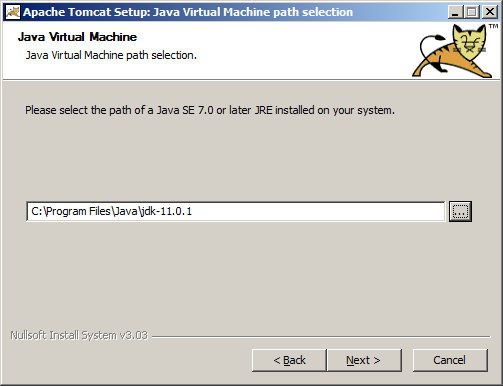 Apache Tomcat Setup: Java Virtual Machine path selection
Java Virtual Machine
Java Virtual Machine path selection.
TM
Please select the path of a Java SE 7.0 or later JRE installed on your system.
C:\Program Files\Java\jdk-11.0.1
...
Nullsoft Install System v3.03
< Back
Next >
Cancel